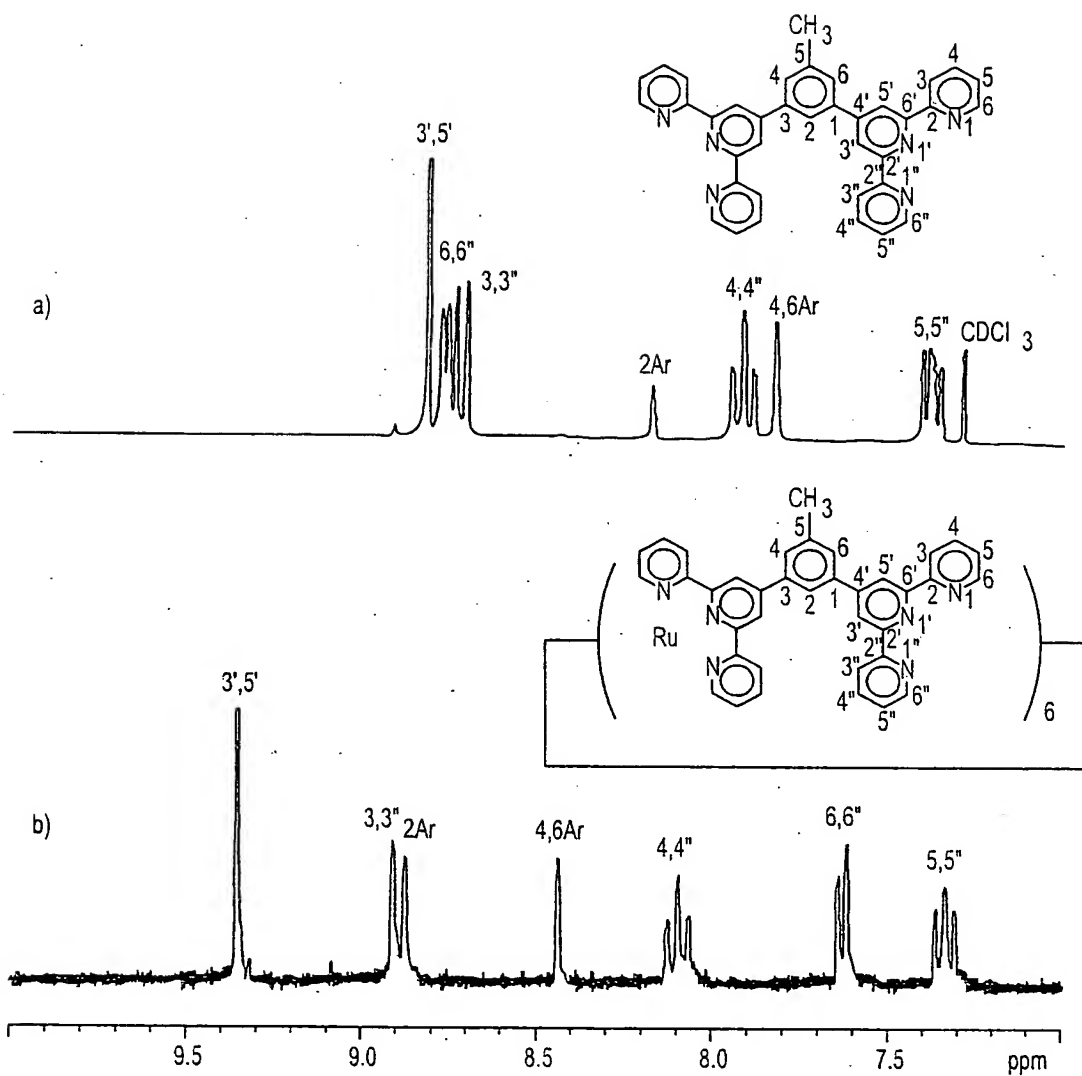 CH3
5
4
6
3
2
1
4'
5'
3'
6'
2'
N
N
N
2
3
4
5
6
N1
N
1'
2"
1"
N
3"
4"
5"
6"
a)
3',5'
6,6"
3,3"
2Ar
4,4"
4,6Ar
5,5"
CDCl 3
CH3
5
4
6
3
2
1
4'
5'
3'
6'
2'
N
N
N
Ru
2
3
4
5
6
N1
N
1'
2"
1"
N
3"
4"
5"
6"
6
b)
3',5'
3,3"
2Ar
4,6Ar
4,4"
6,6"
5,5"
9.5
9.0
8.5
8.0
7.5
ppm